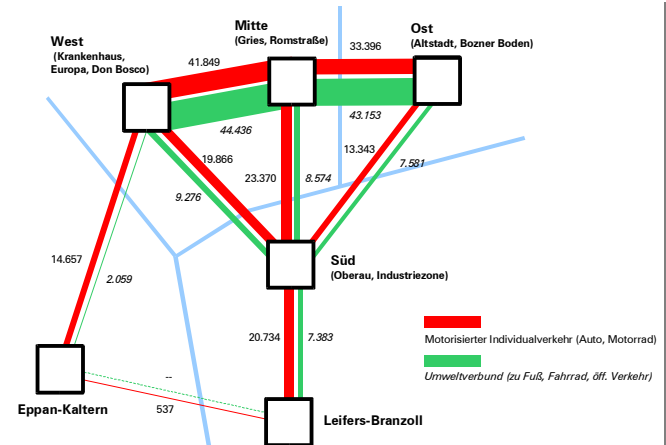 West
(Krankenhaus,
Europa, Don Bosco)
Mitte
(Gries, Romstraße)
Ost
(Altstadt, Bozner Boden)
41.849
33.396
44.436
43.153
19.866
9.276
23.370
8.574
13.343
7.581
14.657
2.059
Süd
(Oberau, Industriezone)
20.734
7.383
Motorisierter Individualverkehr (Auto, Motorrad)
Umweltverbund (zu Fuß, Fahrrad, öff. Verkehr)
--
537
Eppan-Kaltern
Leifers-Branzoll